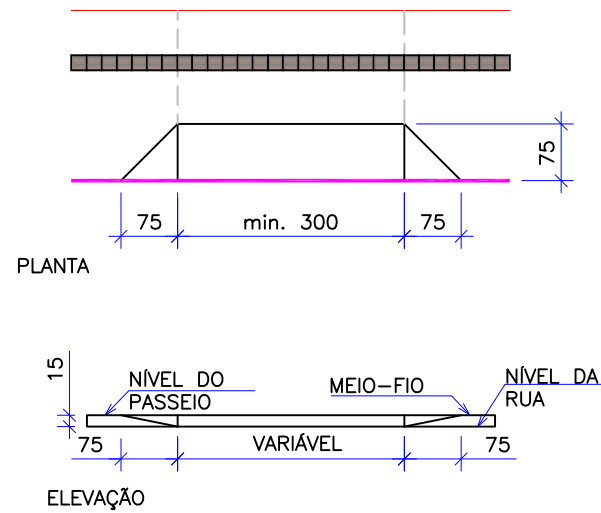 75
75
min. 300
75
PLANTA
15
NÍVEL DO
PASSEIO
MEIO-FIO
NÍVEL DA
RUA
75
VARIÁVEL
75
ELEVAÇÃO